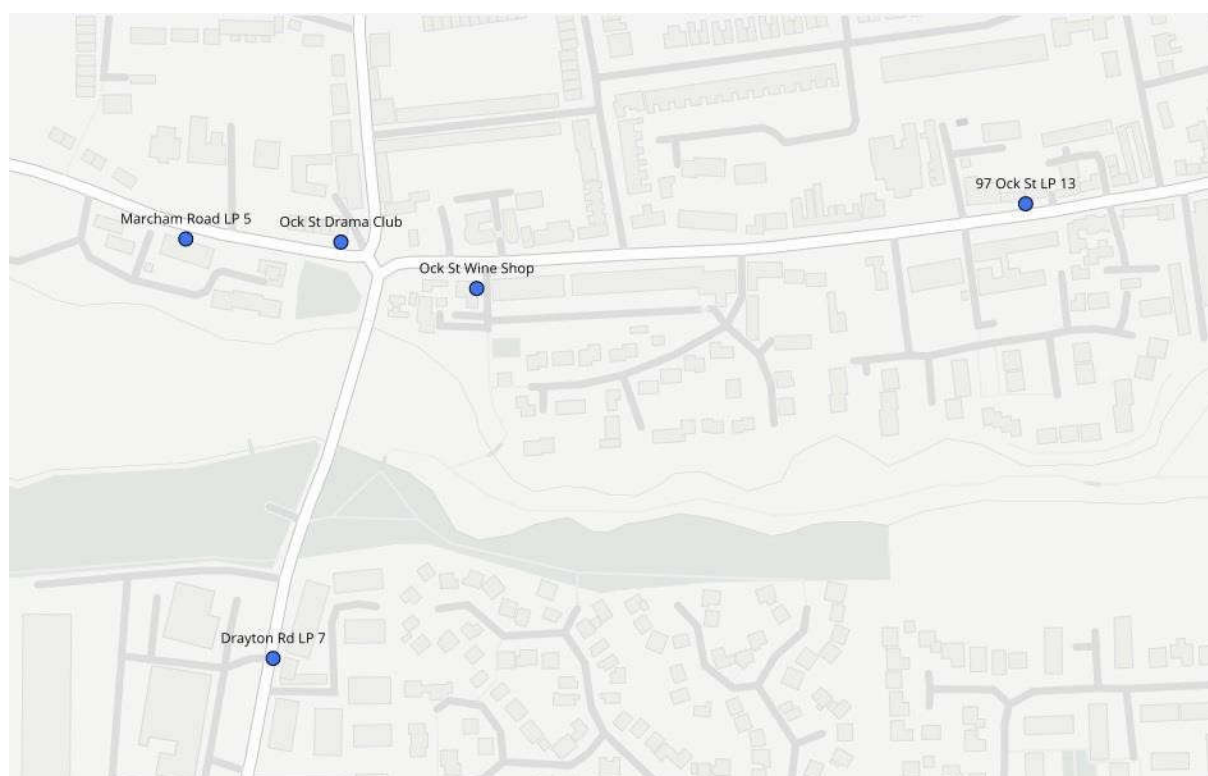 97 Ock St LP 13
Marcham Road LP 5
Ock St Drama Club
Ock St Wine Shop
Drayton Rd LP 7